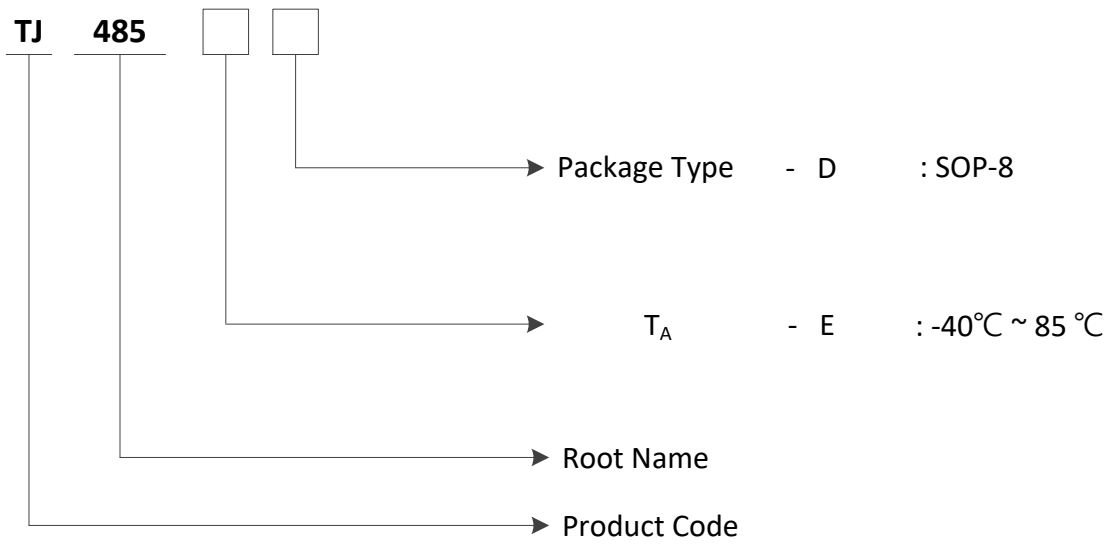 TJ 485
Package Type - D : SOP-8
TA - E : -40℃ ~ 85 ℃
Root Name
Product Code